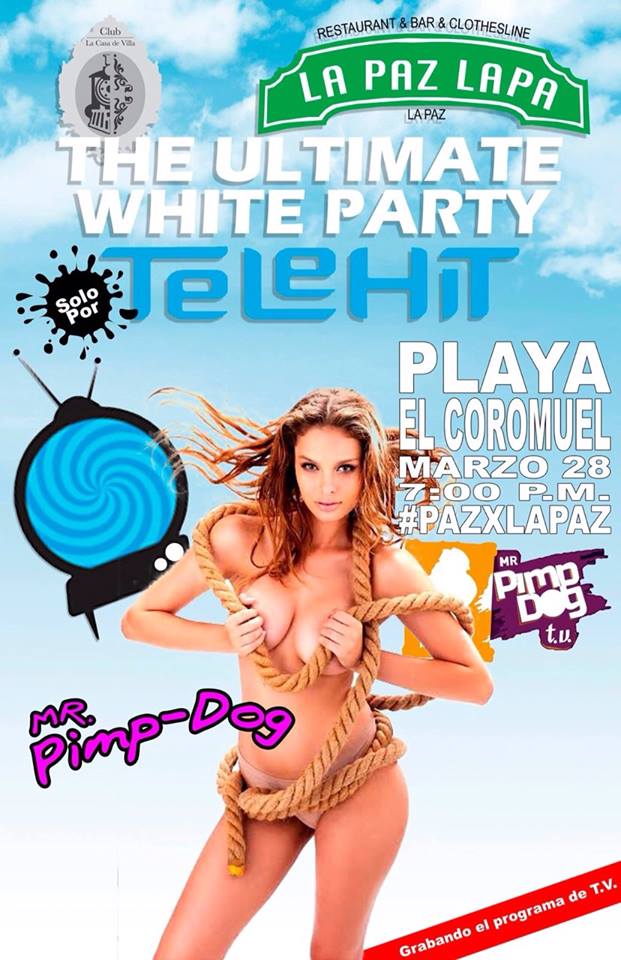 Club
La Casa de Villa
RESTAURANT & BAR & CLOTHESLINE
LA PAZ LAPA
LA PAZ
THE ULTIMATE
WHITE PARTY
Solo
Por
TeLeHiT
PLAYA
EL COROMUEL
MARZO 28
7:00 P.M.
#PAZXLAPAZ
MR
Pimp
Dog
t.v.
MR.
Pimp-Dog
Grabando el programa de T.V.